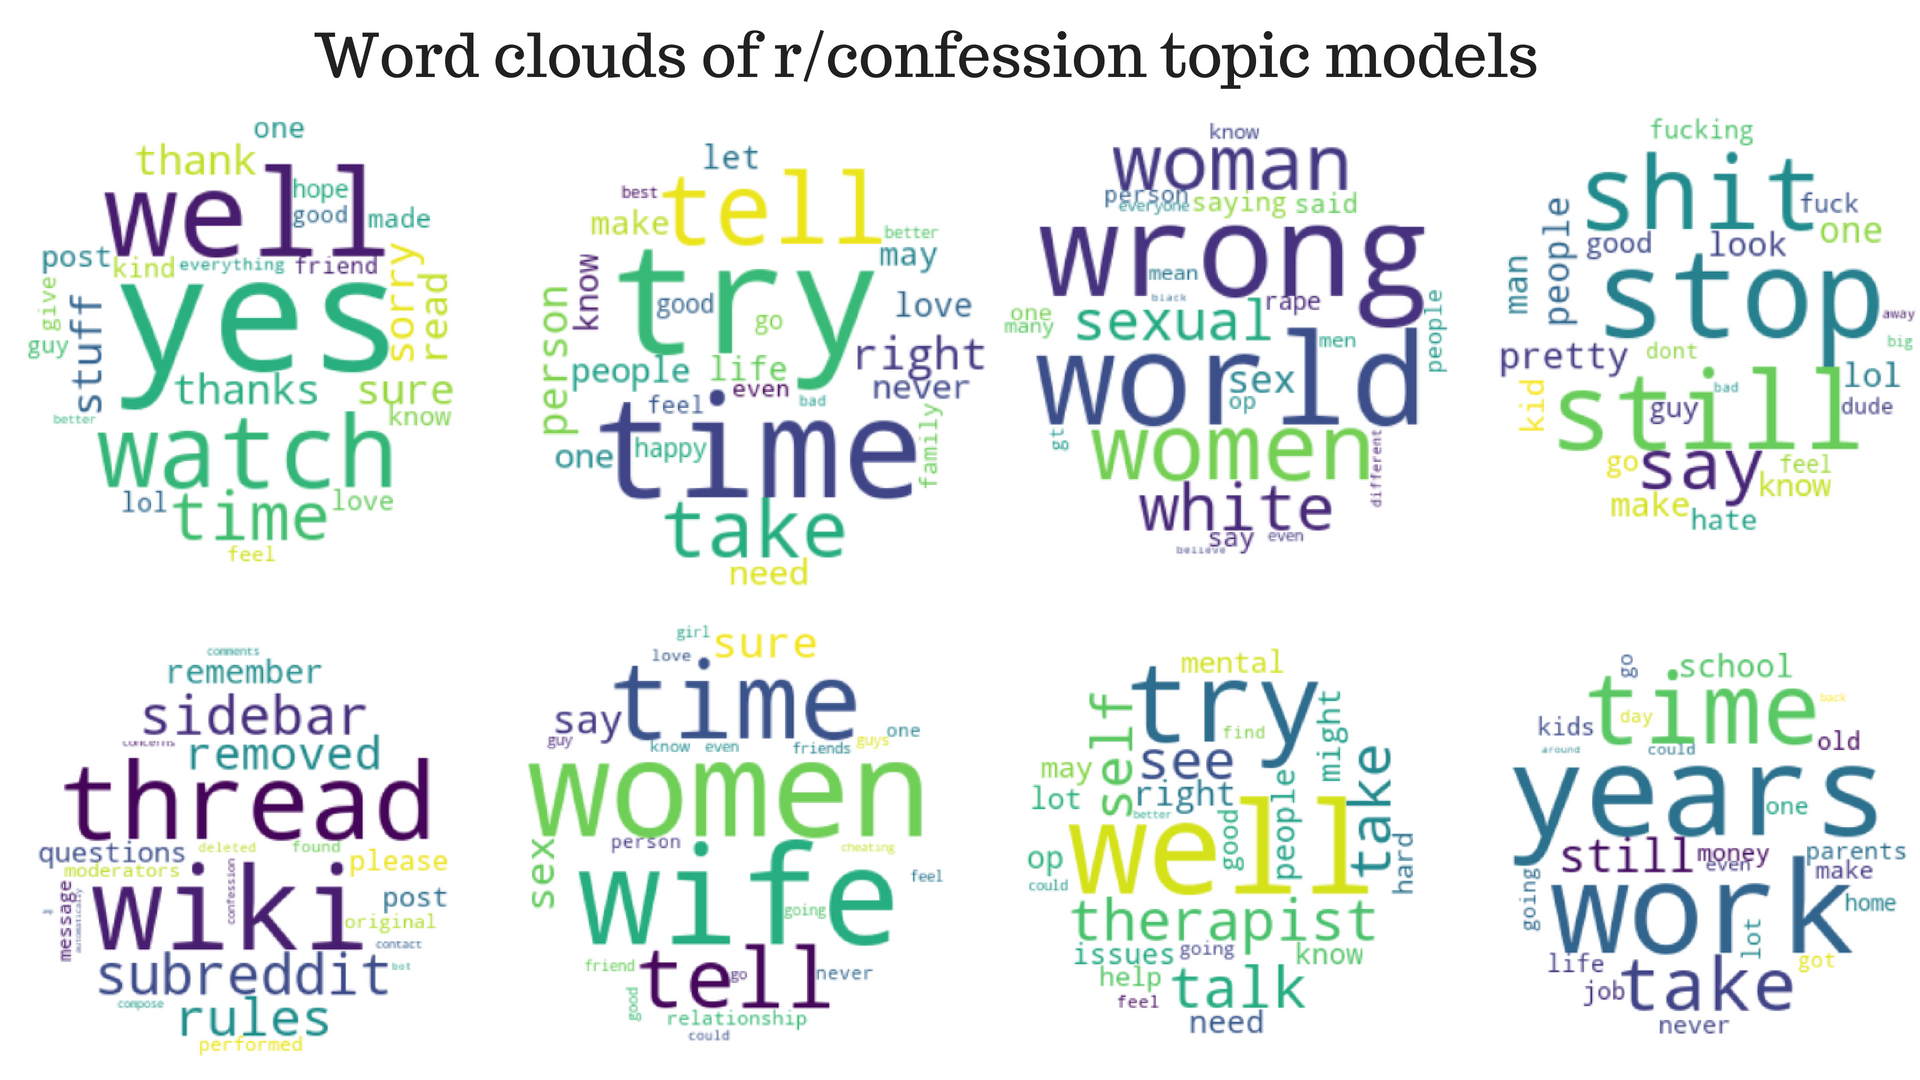 Word clouds of r/confession topic models
one
thank
well
hope
good
made
post
kind
everything
friend
sorry
read
give
guy
stuff
yes
thanks
sure
know
better
watch
lol
time
love
feel
let
best
tell
make
better
may
know
try
good
go
love
person
people
life
right
even
never
feel
bad
time
one
happy
family
take
need
know
woman
person
everyone
saying
said
wrong
mean
black
rape
one
many
sexual
men
people
world
sex
op
gt
women
different
white
say
even
believe
fucking
shit
fuck
one
people
good
look
man
stop
away
big
pretty
dont
bad
lol
kid
still
guy
dude
go
say
feel
know
make
hate
comments
remember
sidebar
concerns
removed
thread
questions
deleted
found
please
moderators
message
automatically
wiki
confession
post
original
contact
subreddit
bot
compose
rules
performed
girl
sure
love
time
say
guy
know
even
friends
guys
one
women
sex
person
cheating
wife
feel
going
friend
tell
go
never
good
relationship
could
mental
self
try
might
find
see
may
lot
right
better
people
take
well
good
op
could
hard
therapist
issues
going
know
help
feel
talk
need
go
school
time
back
kids
day
around
could
old
years
one
still
money
even
parents
make
going
work
home
lot
life
got
job
take
never